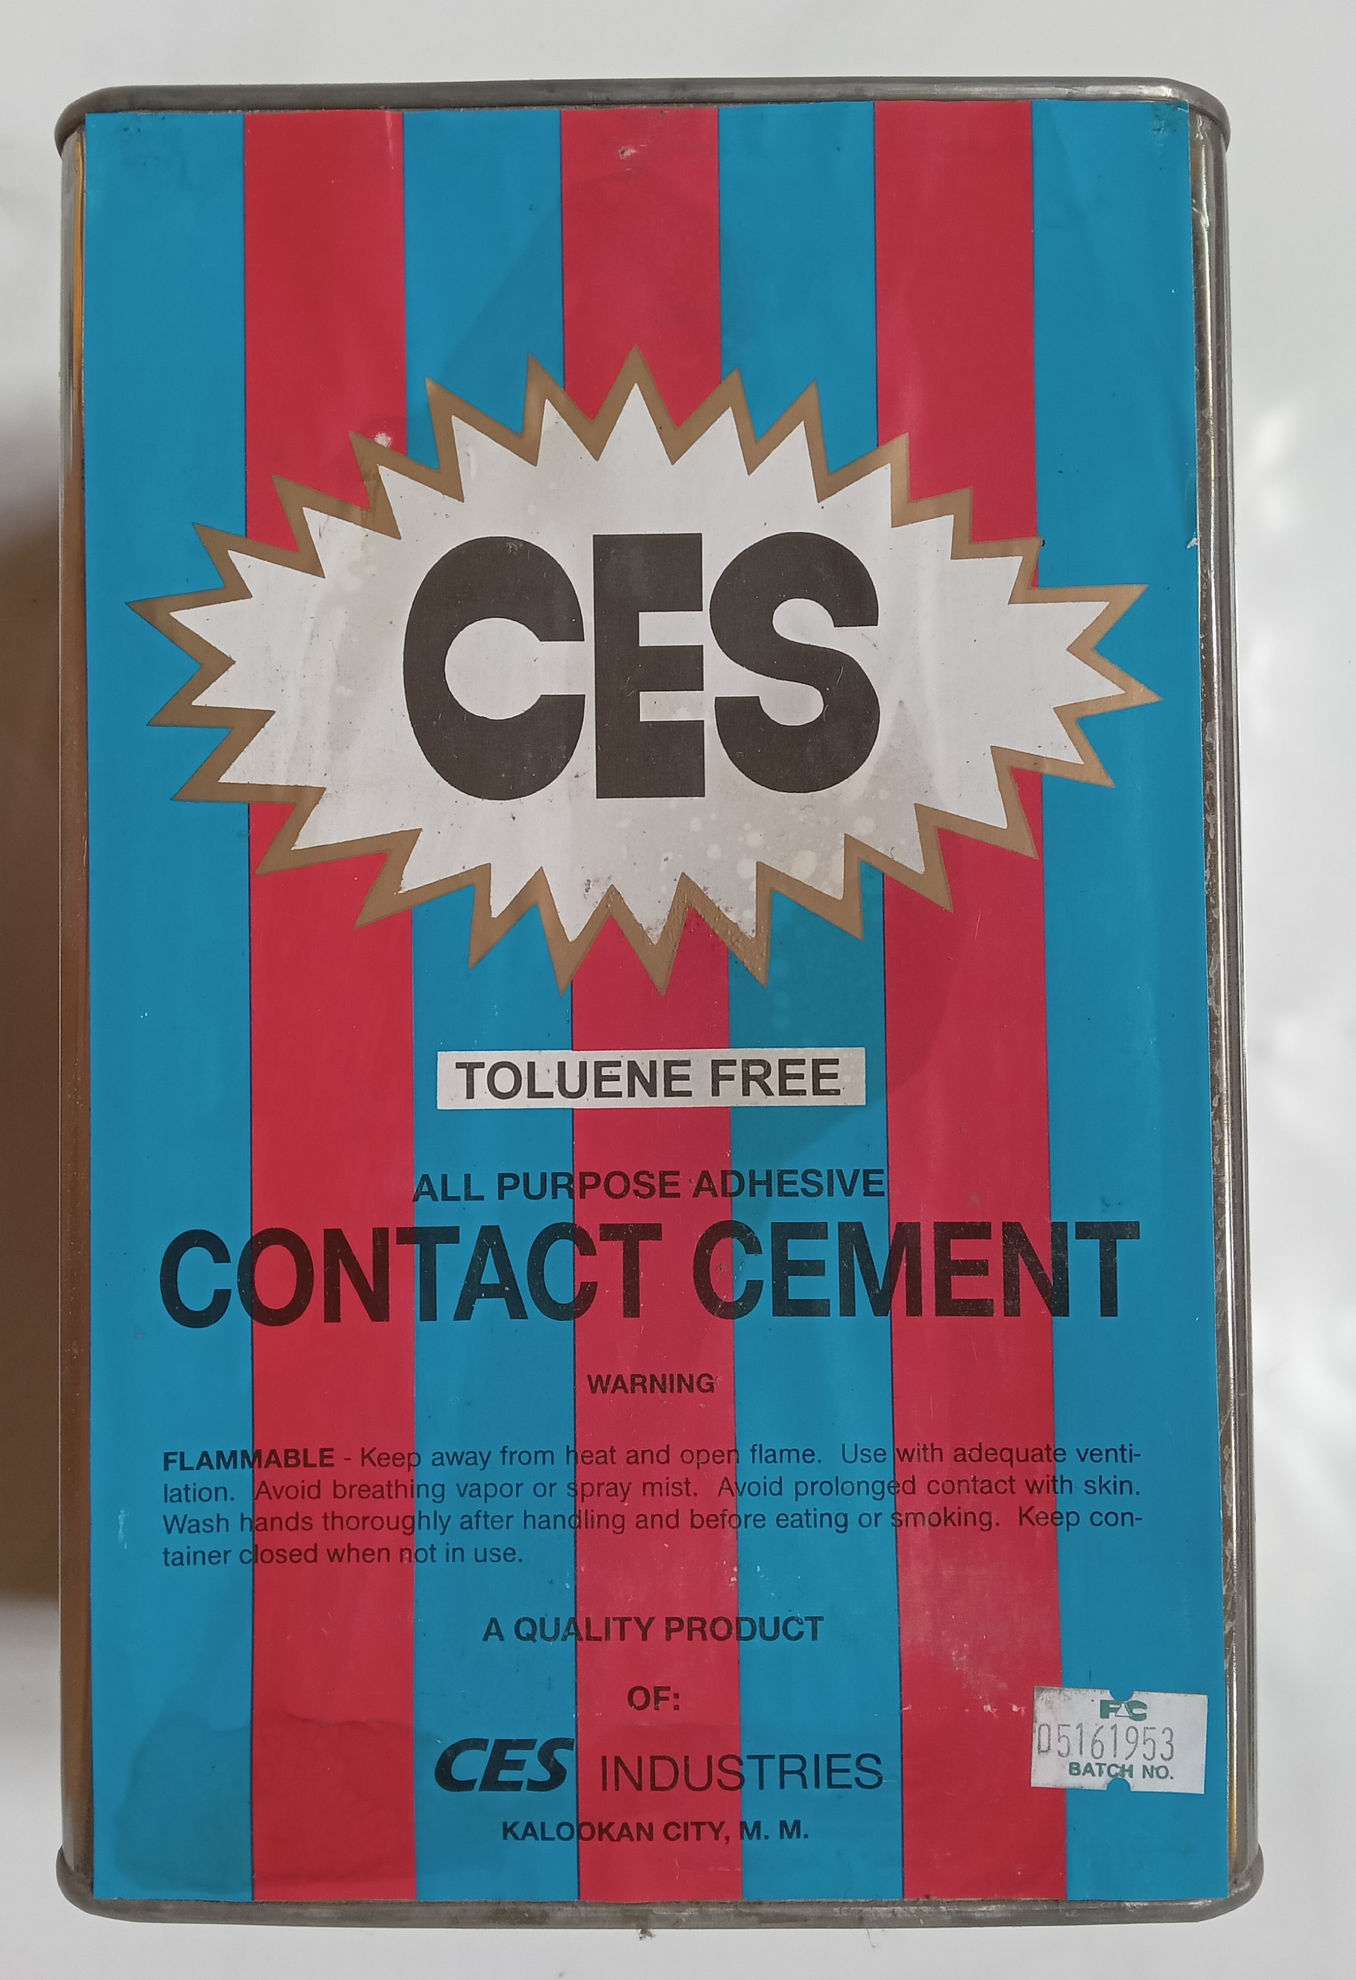 CES
TOLUENE FREE
ALL PURPOSE ADHESIVE
CONTACT CEMENT
WARNING
FLAMMABLE - Keep away from heat and open flame. Use with adequate venti-
lation. Avoid breathing vapor or spray mist. Avoid prolonged contact with skin.
Wash hands thoroughly after handling and before eating or smoking. Keep con-
tainer closed when not in use.
A QUALITY PRODUCT
OF:
CES INDUSTRIES
KALOOKAN CITY, M. M.
05161953
BATCH NO.